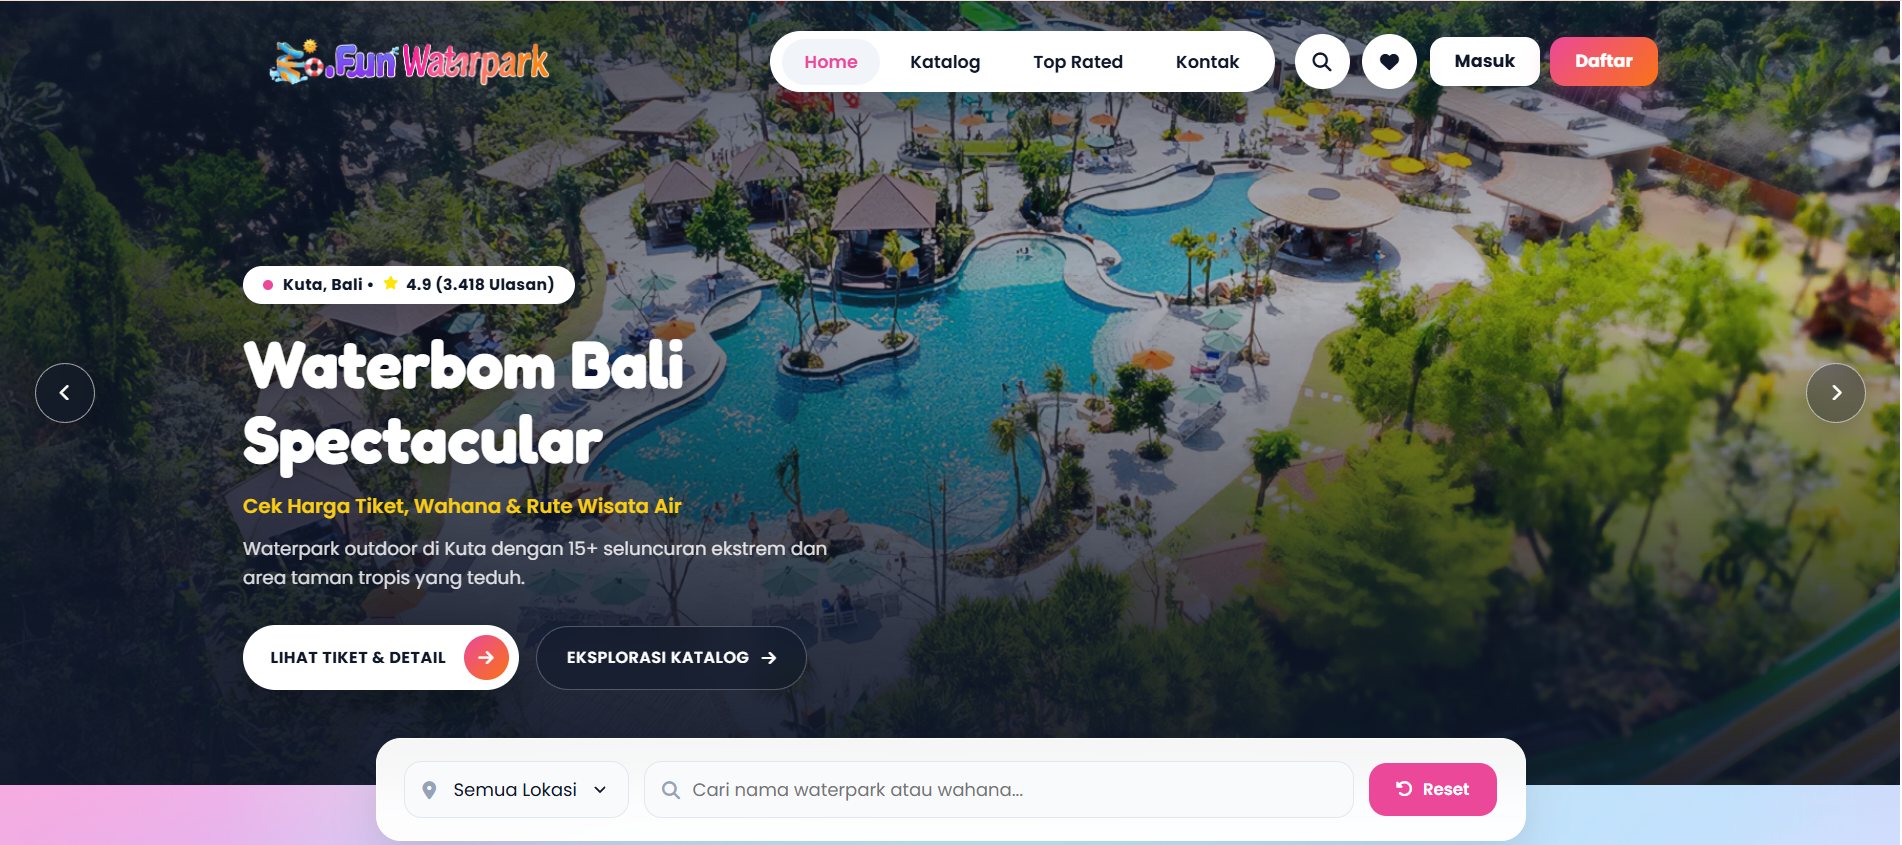 Fun Waterpark
Home
Katalog
Top Rated
Kontak
Masuk
Daftar
Kuta, Bali • ⭐ 4.9 (3.418 Ulasan)
Waterbom Bali
Spectacular
Cek Harga Tiket, Wahana & Rute Wisata Air
Waterpark outdoor di Kuta dengan 15+ seluncuran ekstrem dan
area taman tropis yang teduh.
LIHAT TIKET & DETAIL
EKSPLORASI KATALOG
Semua Lokasi
Cari nama waterpark atau wahana...
Reset